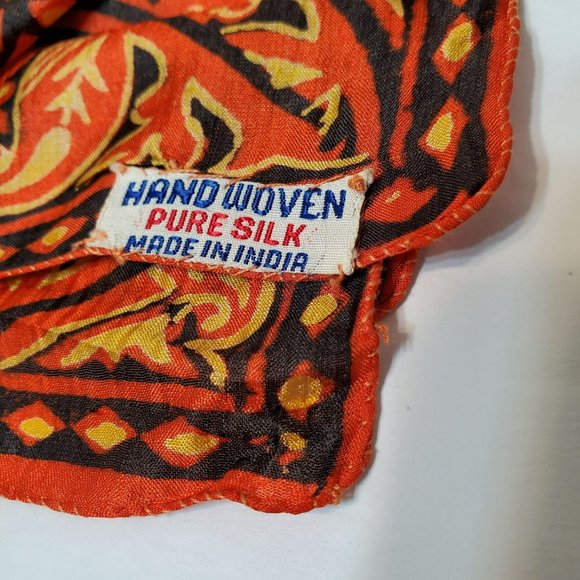 HAND WOVEN
PURE SILK
MADE IN INDIA